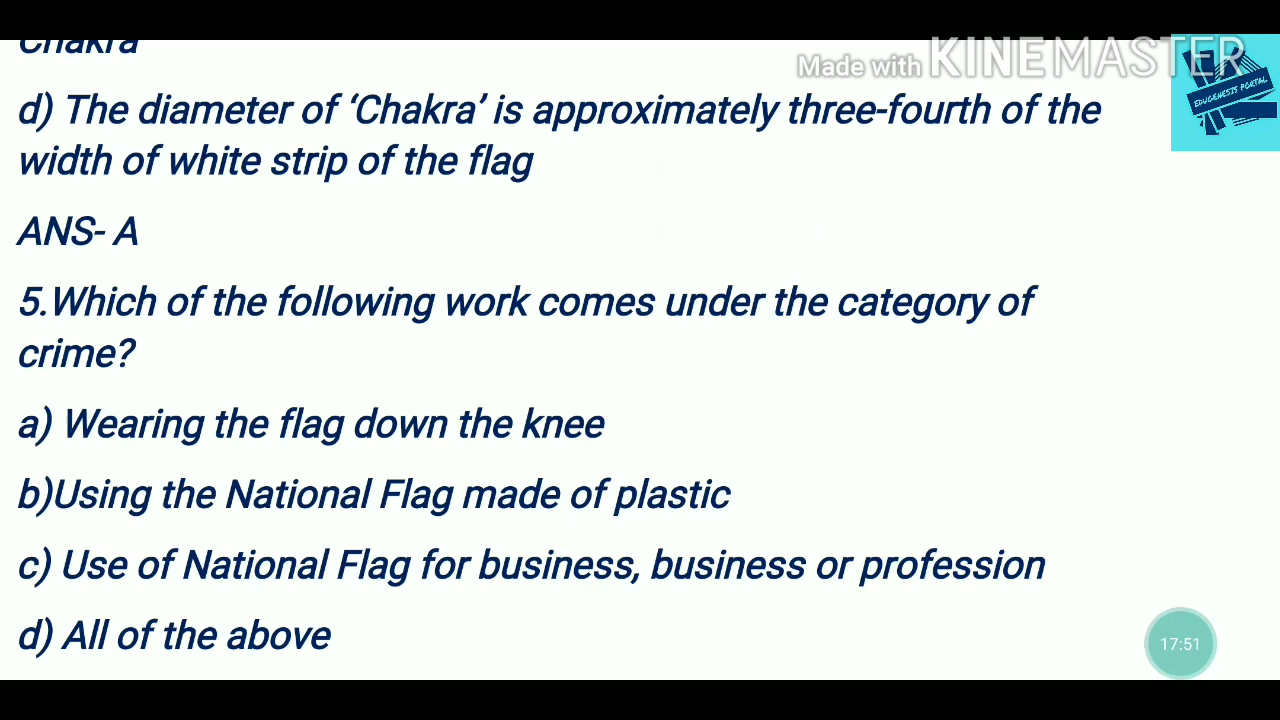 Chakra
Made with KINEMASTER
EDUGENESIS PORTAL
d) The diameter of ‘Chakra’ is approximately three-fourth of the
width of white strip of the flag
ANS- A
5.Which of the following work comes under the category of
crime?
a) Wearing the flag down the knee
b)Using the National Flag made of plastic
c) Use of National Flag for business, business or profession
d) All of the above
17:51